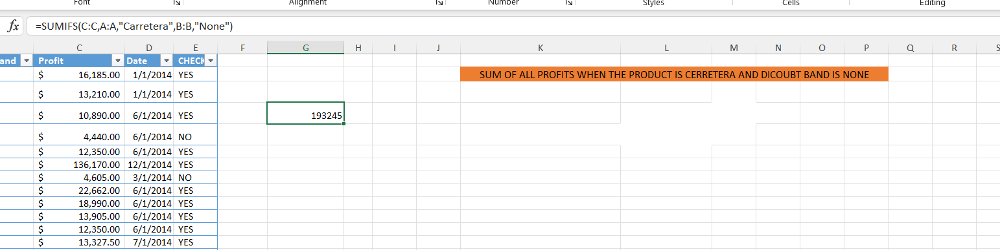 Font Alignment Number Styles Cells Editing
fx =SUMIFS(C:C,A:A,"Carretera",B:B,"None")
C D E F G H I J K L M N O P Q R S
and Profit Date CHECK
$ 16,185.00 1/1/2014 YES SUM OF ALL PROFITS WHEN THE PRODUCT IS CERRETERA AND DICOUBT BAND IS NONE
$ 13,210.00 1/1/2014 YES
$ 10,890.00 6/1/2014 YES 193245
$ 4,440.00 6/1/2014 NO
$ 12,350.00 6/1/2014 YES
$ 136,170.00 12/1/2014 YES
$ 4,605.00 3/1/2014 NO
$ 22,662.00 6/1/2014 YES
$ 18,990.00 6/1/2014 YES
$ 13,905.00 6/1/2014 YES
$ 12,350.00 6/1/2014 YES
$ 13,327.50 7/1/2014 YES